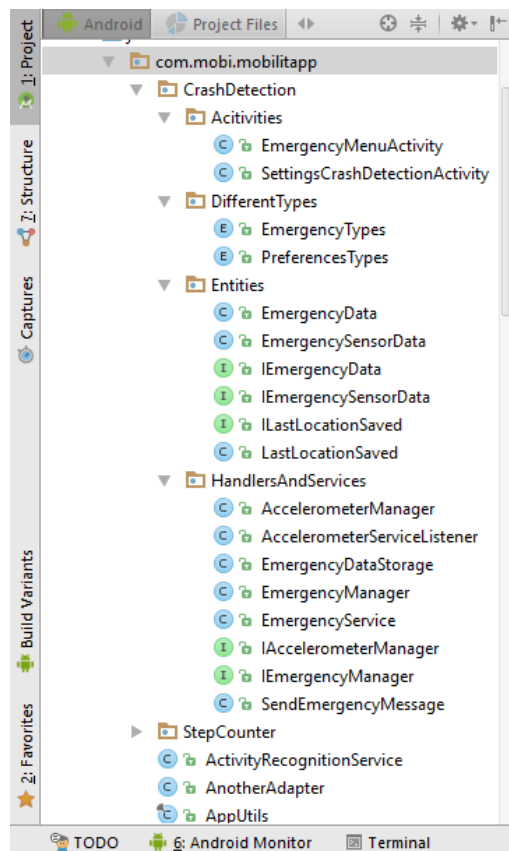 Android
Project Files
1: Project
7: Structure
Captures
Build Variants
2: Favorites
com.mobi.mobilitapp
CrashDetection
Acitivities
EmergencyMenuActivity
SettingsCrashDetectionActivity
DifferentTypes
EmergencyTypes
PreferencesTypes
Entities
EmergencyData
EmergencySensorData
IEmergencyData
IEmergencySensorData
ILastLocationSaved
LastLocationSaved
HandlersAndServices
AccelerometerManager
AccelerometerServiceListener
EmergencyDataStorage
EmergencyManager
EmergencyService
IAccelerometerManager
IEmergencyManager
SendEmergencyMessage
StepCounter
ActivityRecognitionService
AnotherAdapter
AppUtils
TODO
6: Android Monitor
Terminal